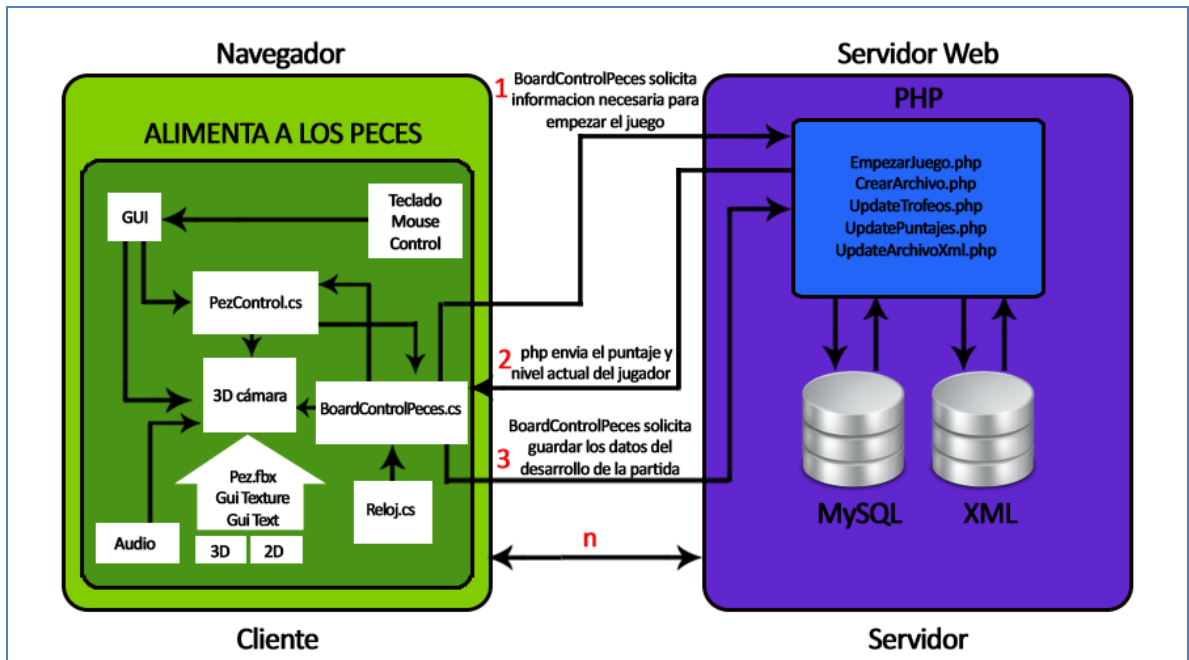 Navegador
Servidor Web
ALIMENTA A LOS PECES
GUI
Teclado
Mouse
Control
PezControl.cs
3D cámara
BoardControlPeces.cs
Pez.fbx
Gui Texture
Gui Text
3D
2D
Audio
Reloj.cs
Cliente
1
BoardControlPeces solicita
informacion necesaria para
empezar el juego
2
php envia el puntaje y
nivel actual del jugador
3
BoardControlPeces solicita
guardar los datos del
desarrollo de la partida
n
PHP
EmpezarJuego.php
CrearArchivo.php
UpdateTrofeos.php
UpdatePuntajes.php
UpdateArchivoXml.php
MySQL
XML
Servidor